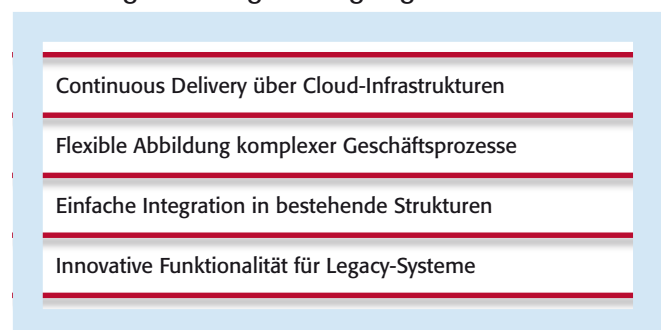 Continuous Delivery über Cloud-Infrastrukturen
Flexible Abbildung komplexer Geschäftsprozesse
Einfache Integration in bestehende Strukturen
Innovative Funktionalität für Legacy-Systeme